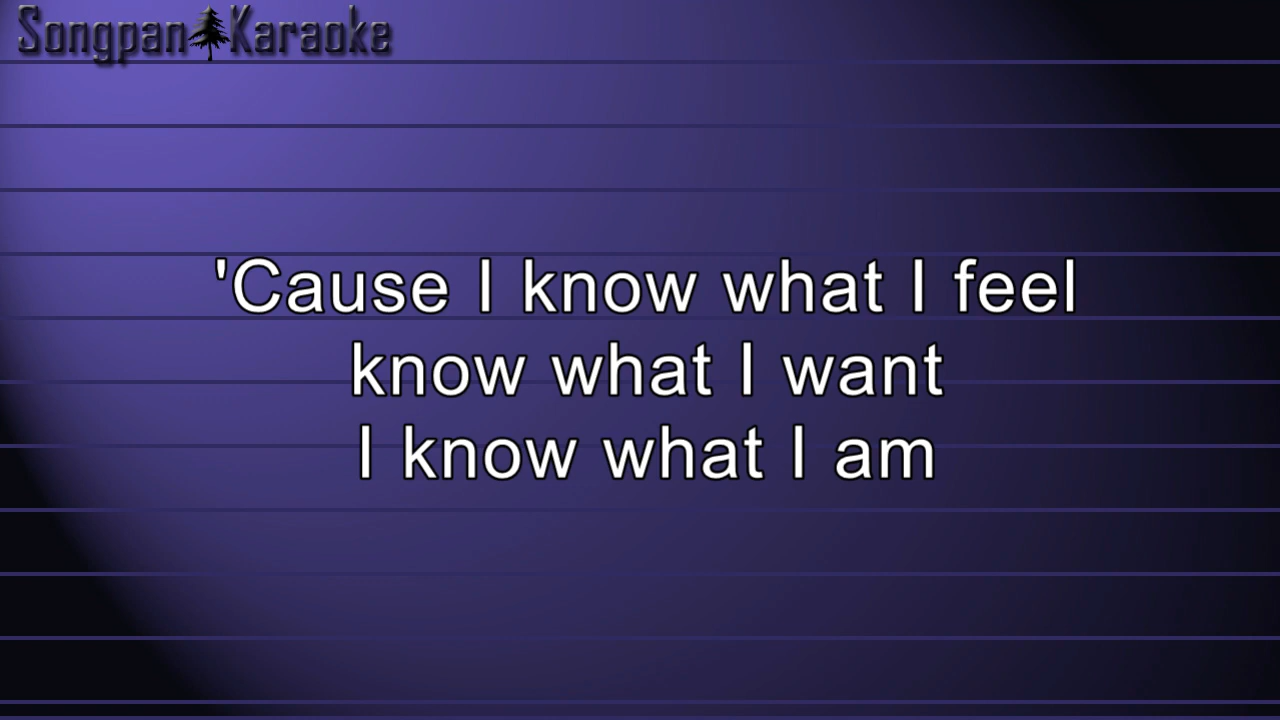 Songpan Karaoke
'Cause I know what I feel
know what I want
I know what I am